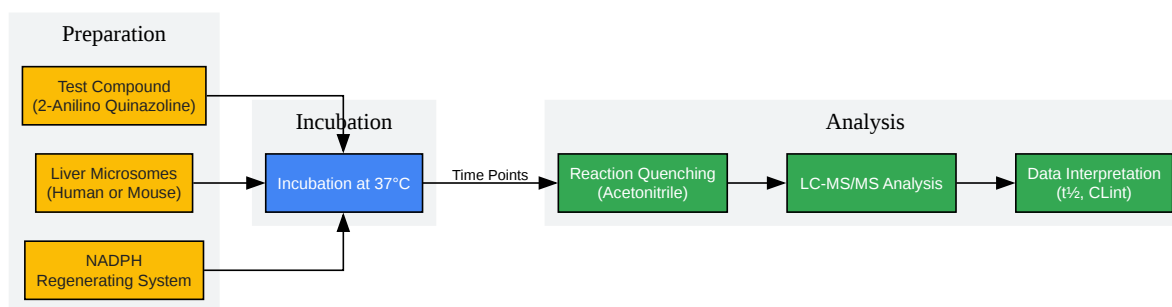 Preparation
Test Compound
(2-Anilino Quinazoline)
Liver Microsomes
(Human or Mouse)
NADPH
Regenerating System
Incubation
Incubation at 37°C
Time Points
Analysis
Reaction Quenching
(Acetonitrile)
LC-MS/MS Analysis
Data Interpretation
(t½, CLint)